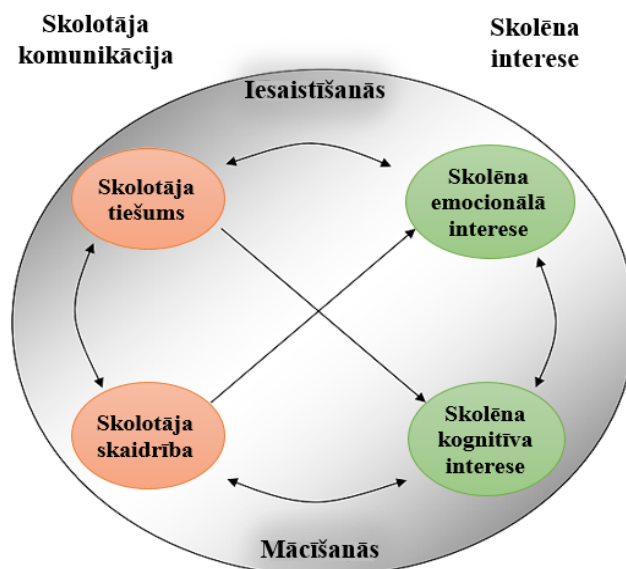 Skolotāja
komunikācija
Skolēna
interese
Iesaistīšanās
Skolotāja
tiešums
Skolēna
emocionālā
interese
Skolotāja
skaidrība
Skolēna
kognitīva
interese
Mācīšanās